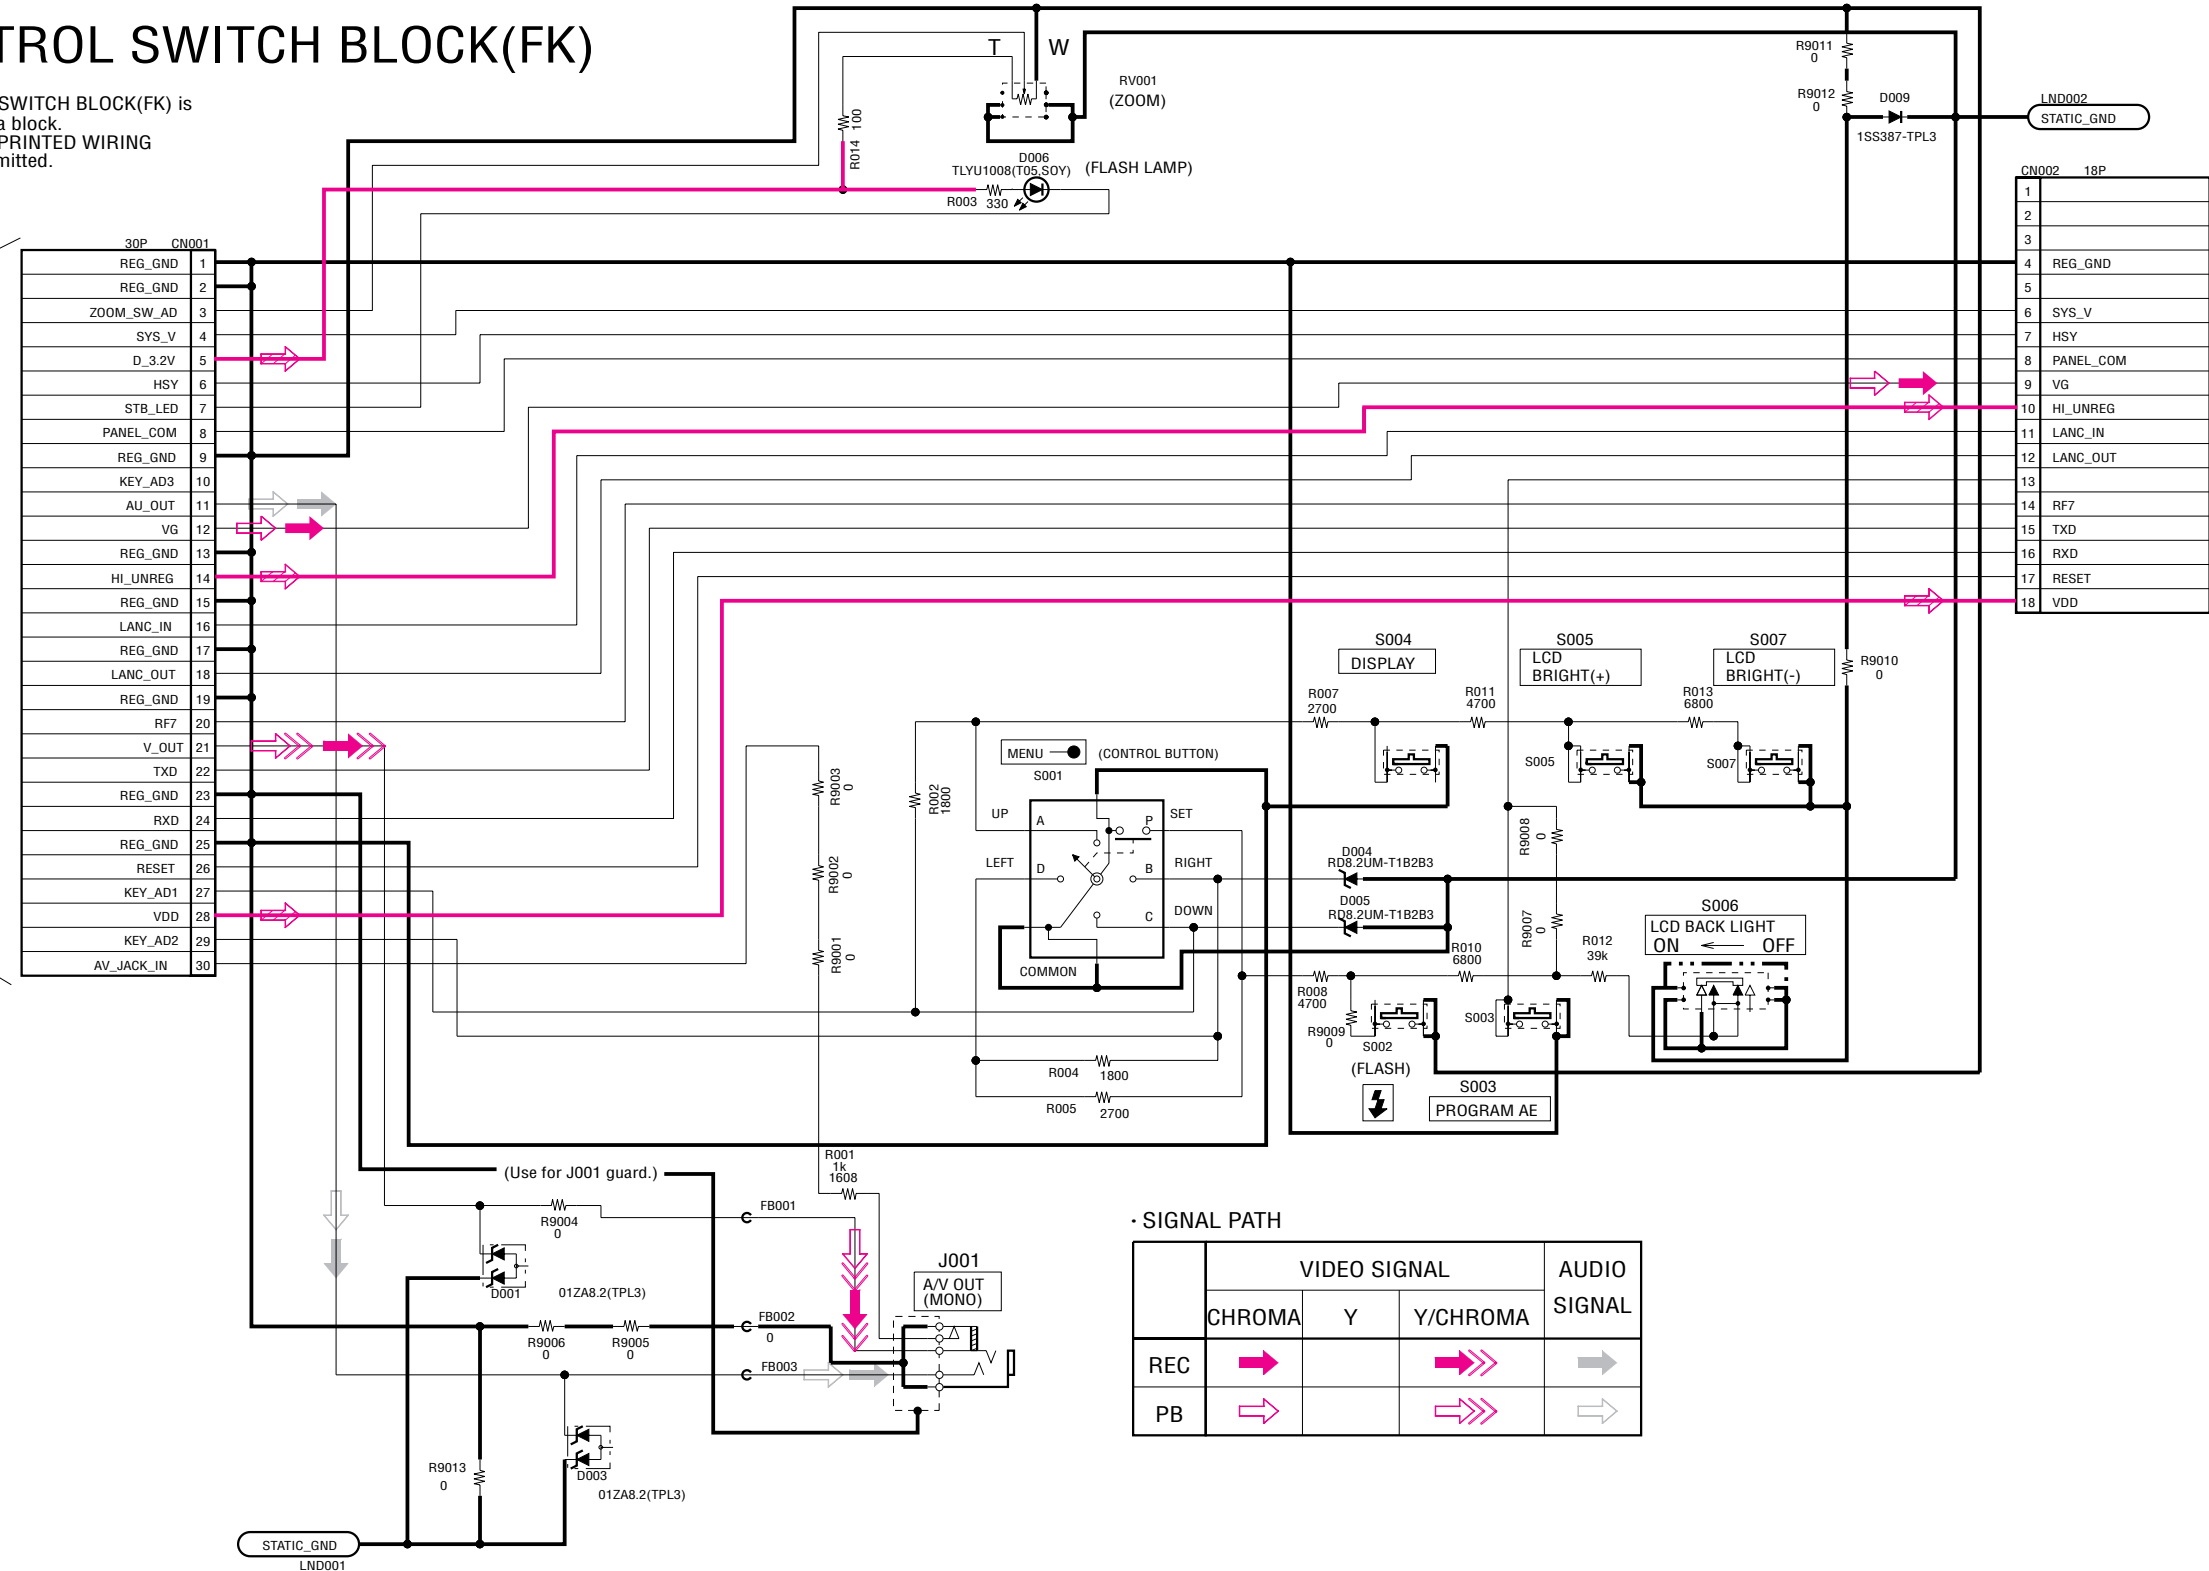 TROL SWITCH BLOCK(FK)
SWITCH BLOCK(FK) is
a block.
PRINTED WIRING
mitted.
T W
RV001
(ZOOM)
R014 100
D006
TLYU1008(T05,SOY)
(FLASH LAMP)
R003 330
R9011
0
R9012
0
D009
1SS387-TPL3
LND002
STATIC_GND
30P CN001
REG_GND 1
REG_GND 2
ZOOM_SW_AD 3
SYS_V 4
D_3.2V 5
HSY 6
STB_LED 7
PANEL_COM 8
REG_GND 9
KEY_AD3 10
AU_OUT 11
VG 12
REG_GND 13
HI_UNREG 14
REG_GND 15
LANC_IN 16
REG_GND 17
LANC_OUT 18
REG_GND 19
RF7 20
V_OUT 21
TXD 22
REG_GND 23
RXD 24
REG_GND 25
RESET 26
KEY_AD1 27
VDD 28
KEY_AD2 29
AV_JACK_IN 30
CN002 18P
1
2
3
4 REG_GND
5
6 SYS_V
7 HSY
8 PANEL_COM
9 VG
10 HI_UNREG
11 LANC_IN
12 LANC_OUT
13
14 RF7
15 TXD
16 RXD
17 RESET
18 VDD
S004
DISPLAY
S005
LCD
BRIGHT(+)
S007
LCD
BRIGHT(-)
R9010
0
R007
2700
R011
4700
R013
6800
S005
S007
MENU
(CONTROL BUTTON)
S001
R9003
0
R9002
0
R9001
0
R002
1800
UP
A
P
SET
LEFT
D
B
RIGHT
C
DOWN
COMMON
D004
RD8.2UM-T1B2B3
D005
RD8.2UM-T1B2B3
R9008
0
R9007
0
R010
6800
R012
39k
R008
4700
R9009
0
S002
(FLASH)
S003
S003
PROGRAM AE
S006
LCD BACK LIGHT
ON OFF
R004 1800
R005 2700
R001
1k
1608
(Use for J001 guard.)
R9004
0
FB001
D001
01ZA8.2(TPL3)
R9006
0
R9005
0
FB002
0
FB003
J001
A/V OUT
(MONO)
D003
01ZA8.2(TPL3)
R9013
0
STATIC_GND
LND001
· SIGNAL PATH
VIDEO SIGNAL
AUDIO
SIGNAL
CHROMA Y Y/CHROMA
REC
PB